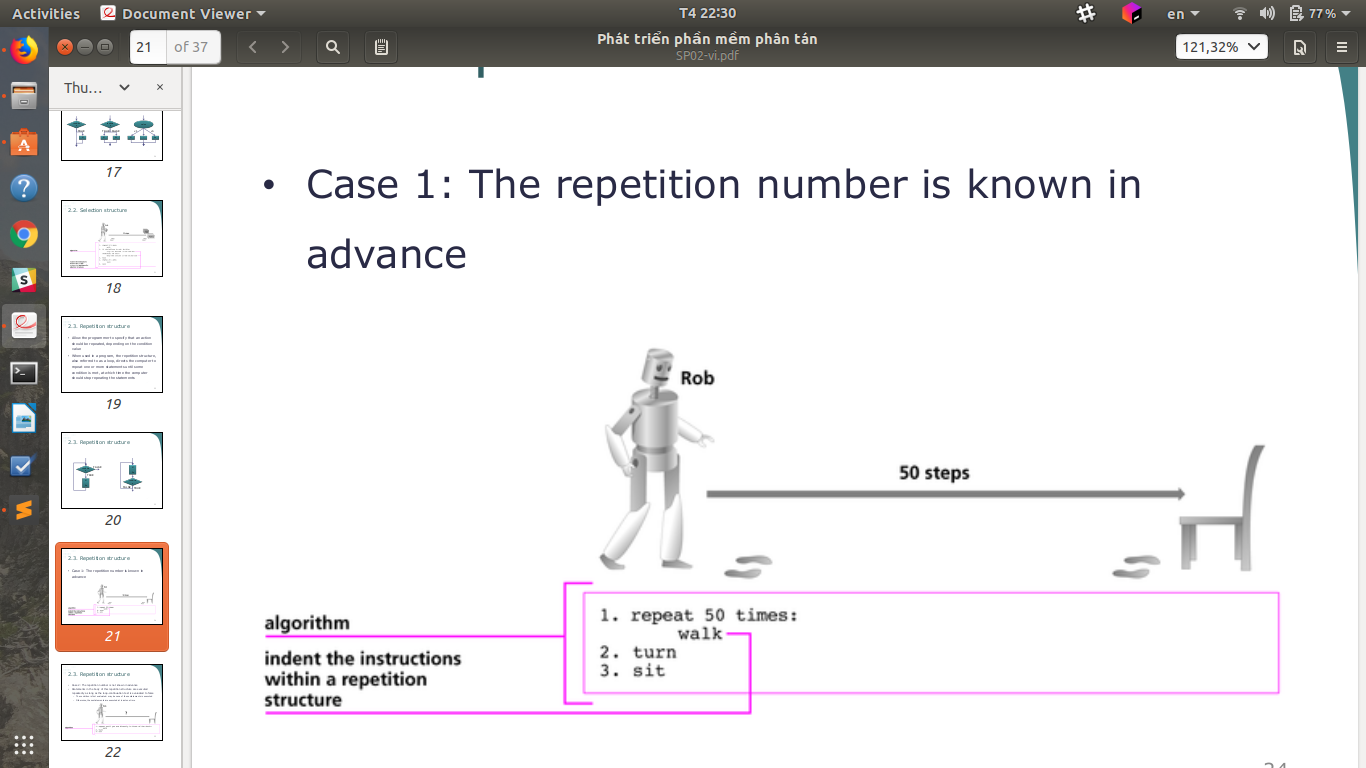 Activities
Document Viewer
T4 22:30
en
77 %
21
of 37
Phát triển phần mềm phân tán
SP02-vi.pdf
121,32%
Thu…
17
2.2. Selection structure
18
2.3. Repetition structure
19
2.3. Repetition structure
20
2.3. Repetition structure
21
2.3. Repetition structure
22
• Case 1: The repetition number is known in
advance
Rob
50 steps
algorithm
indent the instructions
within a repetition
structure
1. repeat 50 times:
walk
2. turn
3. sit